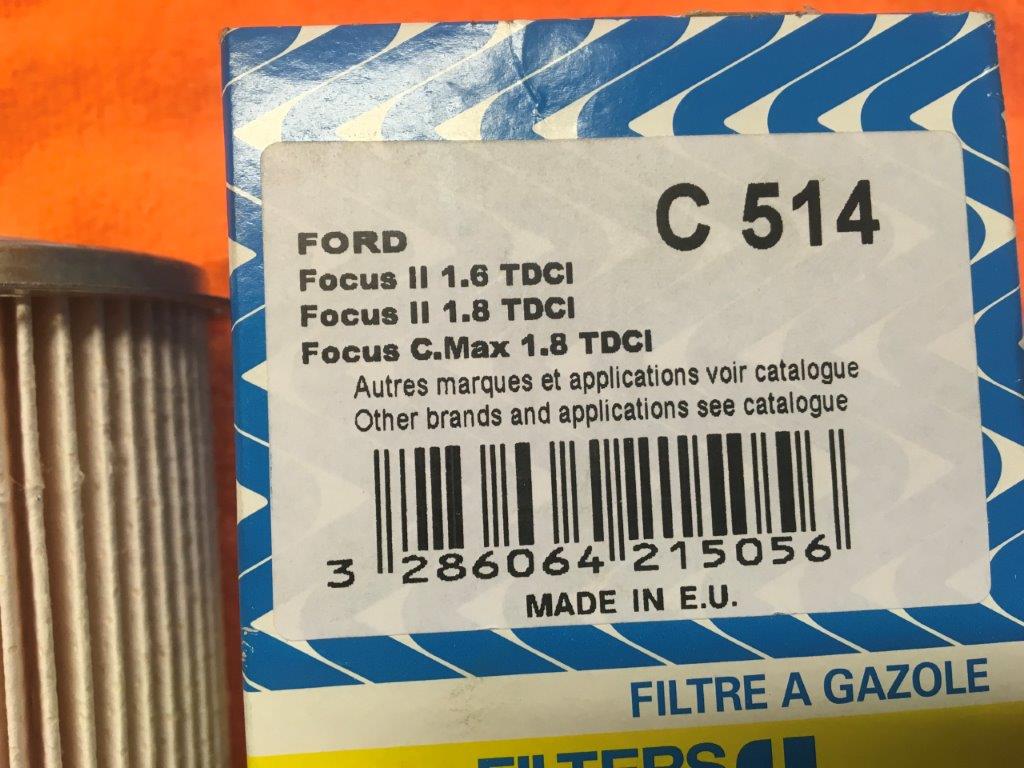 C 514
FORD
Focus II 1.6 TDCI
Focus II 1.8 TDCI
Focus C.Max 1.8 TDCI
Autres marques et applications voir catalogue
Other brands and applications see catalogue
3 286064 215056
MADE IN E.U.
FILTRE A GAZOLE
FILTERS